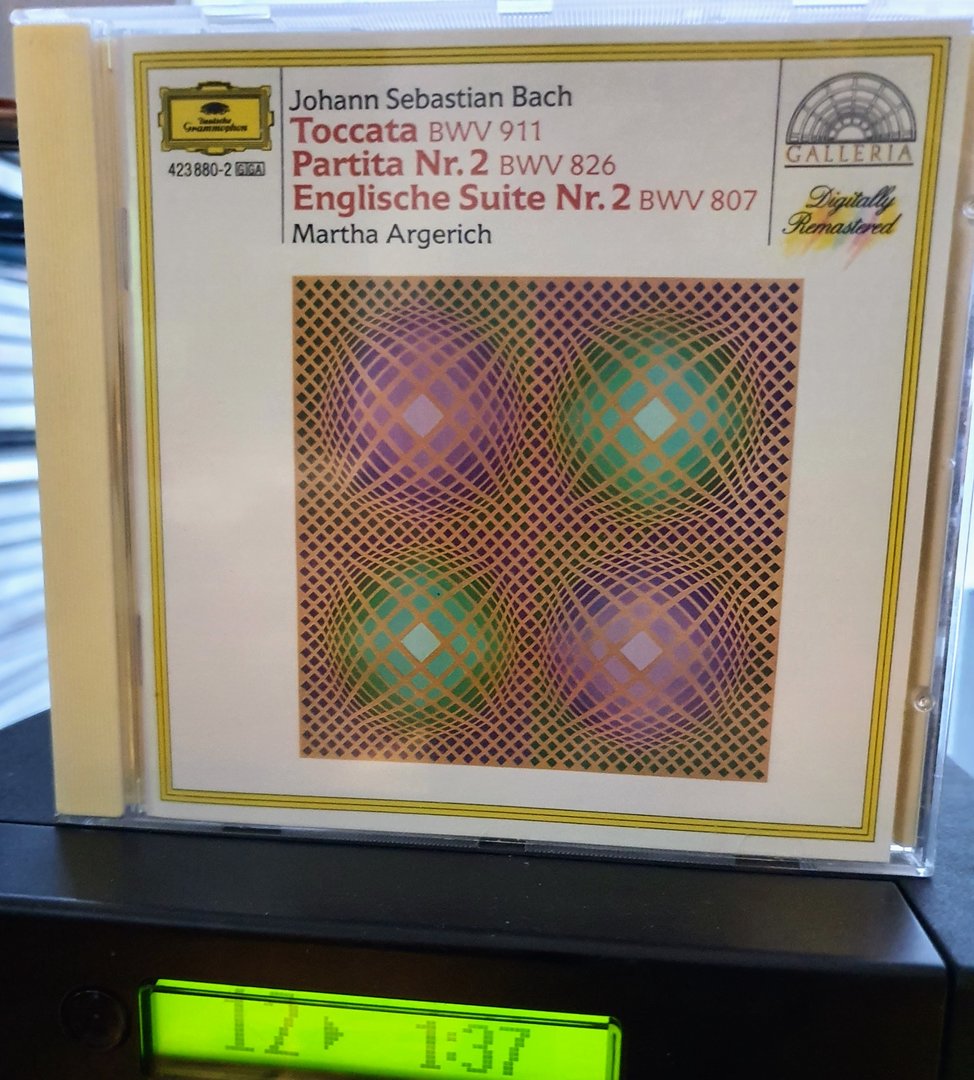 Deutsche
Grammophon
423 880-2 GGA
Johann Sebastian Bach
Toccata BWV 911
Partita Nr. 2 BWV 826
Englische Suite Nr. 2 BWV 807
Martha Argerich
GALLERIA
Digitally
Remastered
12 1:37